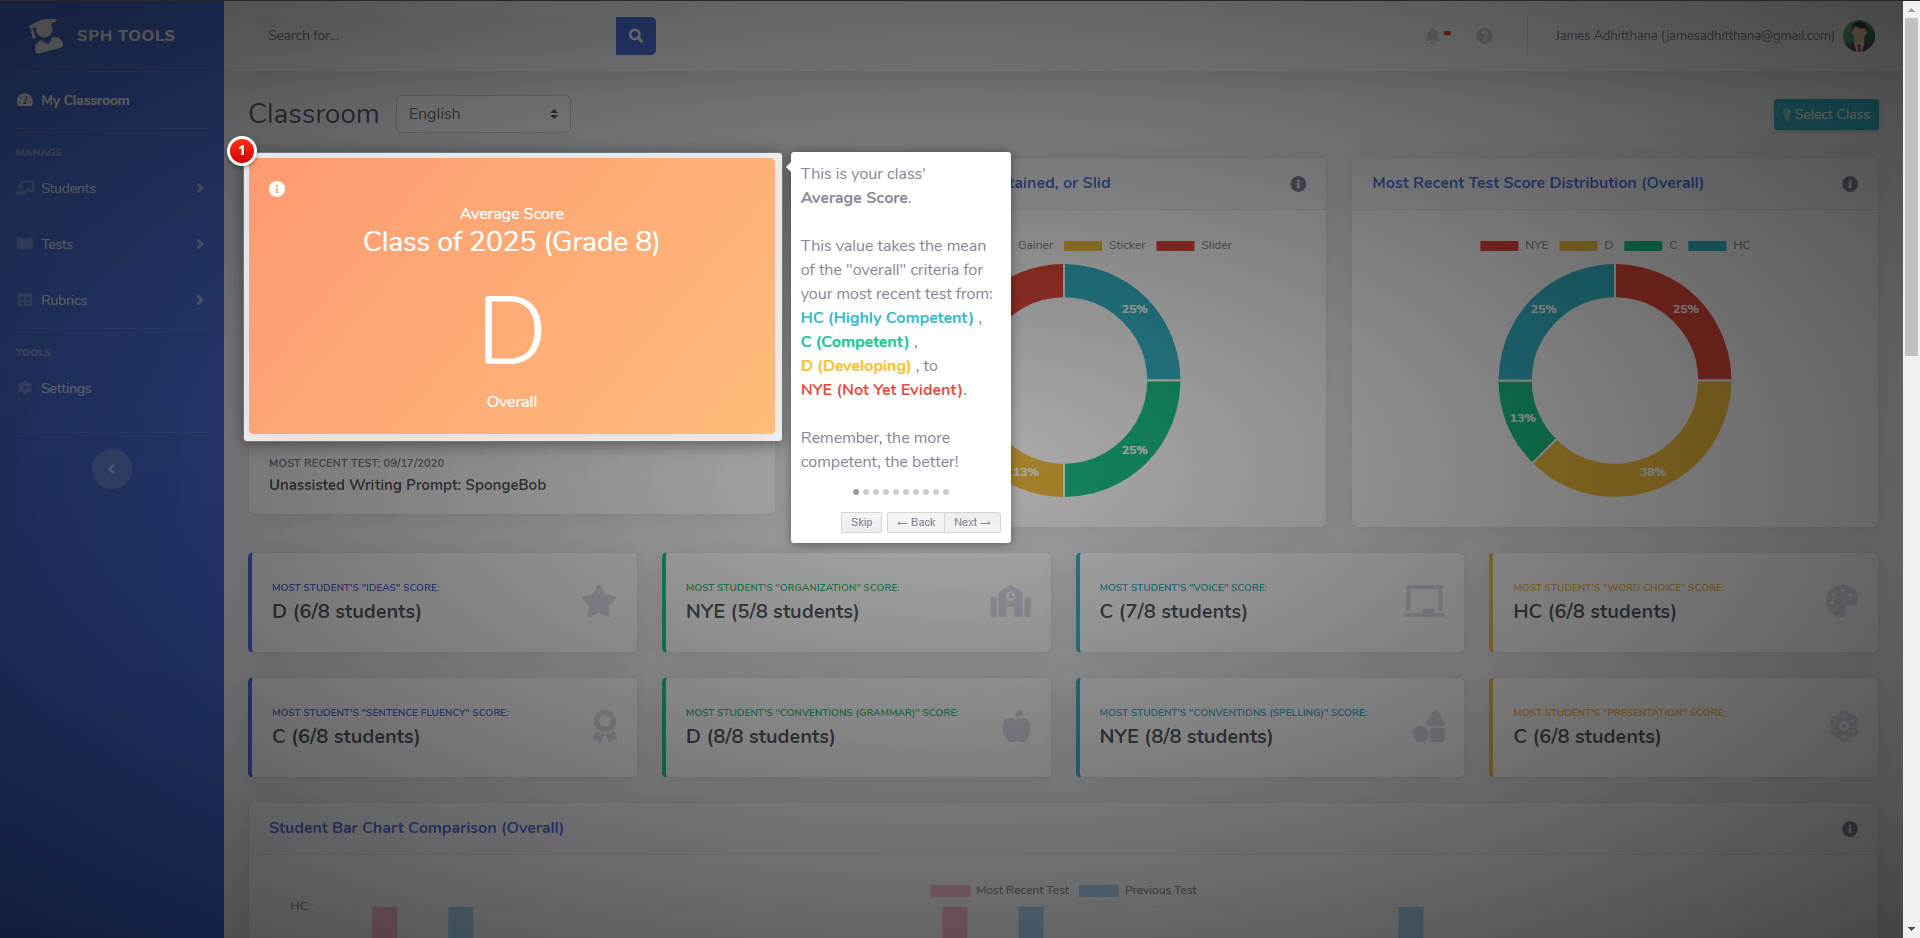 SPH TOOLS
Search for...
James Adhitthana (jamesadhitthana@gmail.com)
My Classroom
MANAGE
Students
Tests
Rubrics
TOOLS
Settings
Classroom
English
Select Class
1
Average Score
Class of 2025 (Grade 8)
D
Overall
MOST RECENT TEST: 09/17/2020
Unassisted Writing Prompt: SpongeBob
This is your class'
Average Score.
This value takes the mean
of the "overall" criteria for
your most recent test from:
HC (Highly Competent) ,
C (Competent) ,
D (Developing) , to
NYE (Not Yet Evident).
Remember, the more
competent, the better!
Skip
← Back
Next →
tained, or Slid
Gainer
Sticker
Slider
25%
25%
13%
Most Recent Test Score Distribution (Overall)
NYE
D
C
HC
25%
25%
13%
38%
MOST STUDENT'S "IDEAS" SCORE:
D (6/8 students)
MOST STUDENT'S "ORGANIZATION" SCORE:
NYE (5/8 students)
MOST STUDENT'S "VOICE" SCORE:
C (7/8 students)
MOST STUDENT'S "WORD CHOICE" SCORE:
HC (6/8 students)
MOST STUDENT'S "SENTENCE FLUENCY" SCORE:
C (6/8 students)
MOST STUDENT'S "CONVENTIONS (GRAMMAR)" SCORE:
D (8/8 students)
MOST STUDENT'S "CONVENTIONS (SPELLING)" SCORE:
NYE (8/8 students)
MOST STUDENT'S "PRESENTATION" SCORE:
C (6/8 students)
Student Bar Chart Comparison (Overall)
Most Recent Test
Previous Test
HC